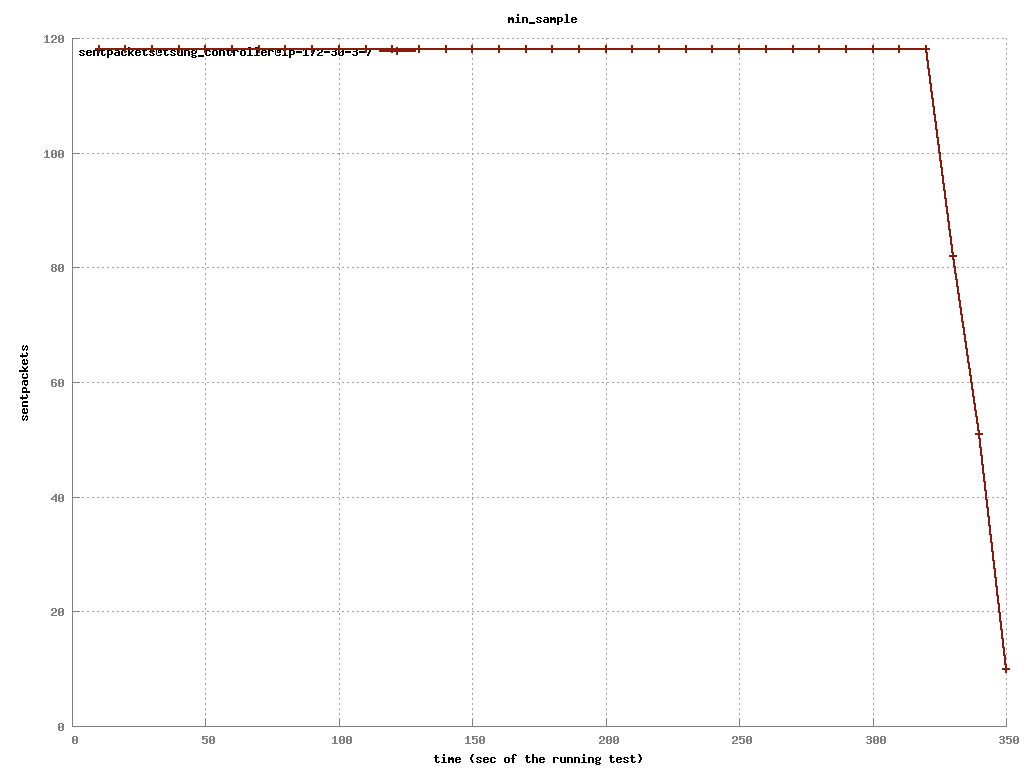 min_sample
120
sentpackets@tsung_controller@ip-172-30-3-7
100
80
60
sentpackets
40
20
0
0 50 100 150 200 250 300 350
time (sec of the running test)